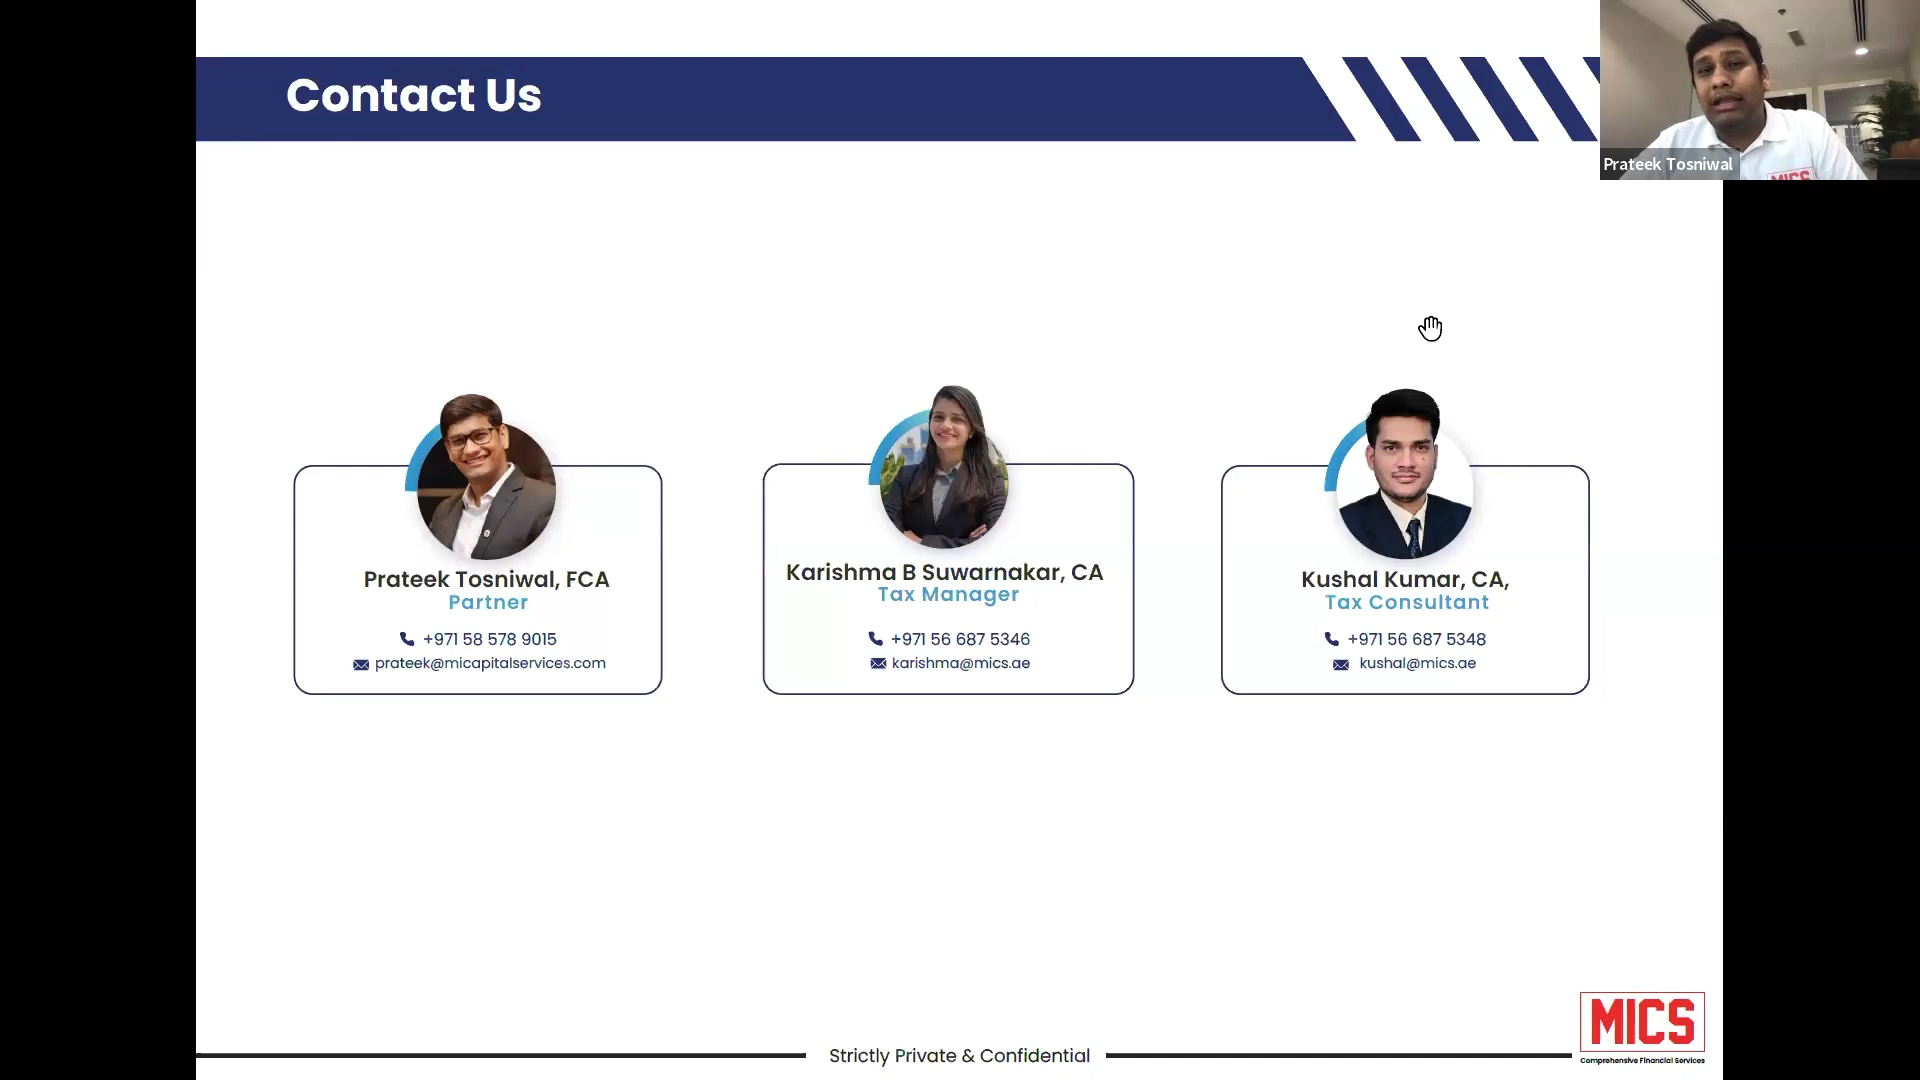 Contact Us
Prateek Tosniwal
MICS
Prateek Tosniwal, FCA
Partner
+971 58 578 9015
prateek@micapitalservices.com
Karishma B Suwarnakar, CA
Tax Manager
+971 56 687 5346
karishma@mics.ae
Kushal Kumar, CA,
Tax Consultant
+971 56 687 5348
kushal@mics.ae
Strictly Private & Confidential
MICS
Comprehensive Financial Services